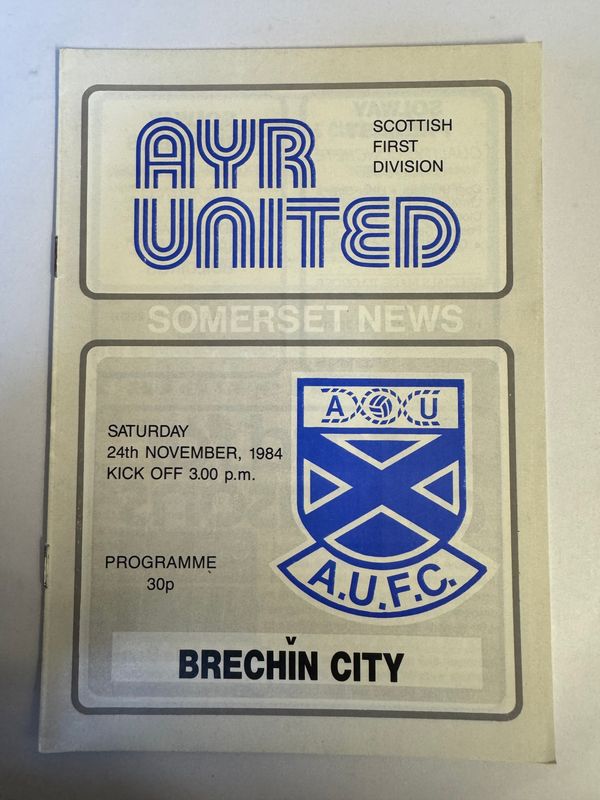 AYR
UNITED
SCOTTISH
FIRST
DIVISION
SOMERSET NEWS
SATURDAY
24th NOVEMBER, 1984
KICK OFF 3.00 p.m.
PROGRAMME
30p
A U
A.U.F.C.
v
BRECHIN CITY